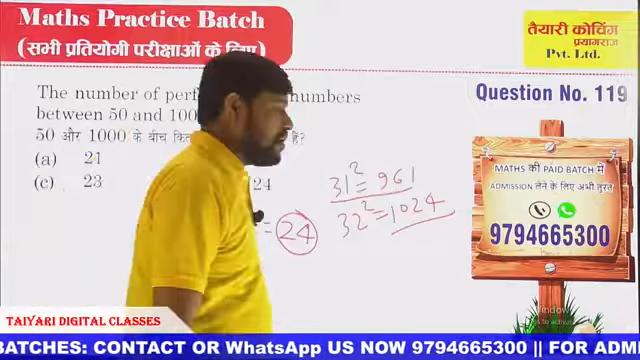 Maths Practice Batch
(सभी प्रतियोगी परीक्षाओं के लिए)
तैयारी कोचिंग
प्रयागराज
Pvt. Ltd.
Question No. 119
The number of numbers
between 50 and
50 और 1000 के बीच
(a) 21
(c) 23
24
= 24
31² = 961
32² = 1024
MATHS की PAID BATCH में
ADMISSION लेने के लिए अभी तुरत
9794665300
TAIYARI DIGITAL CLASSES
BATCHES: CONTACT OR WhatsApp US NOW 9794665300 || FOR ADM